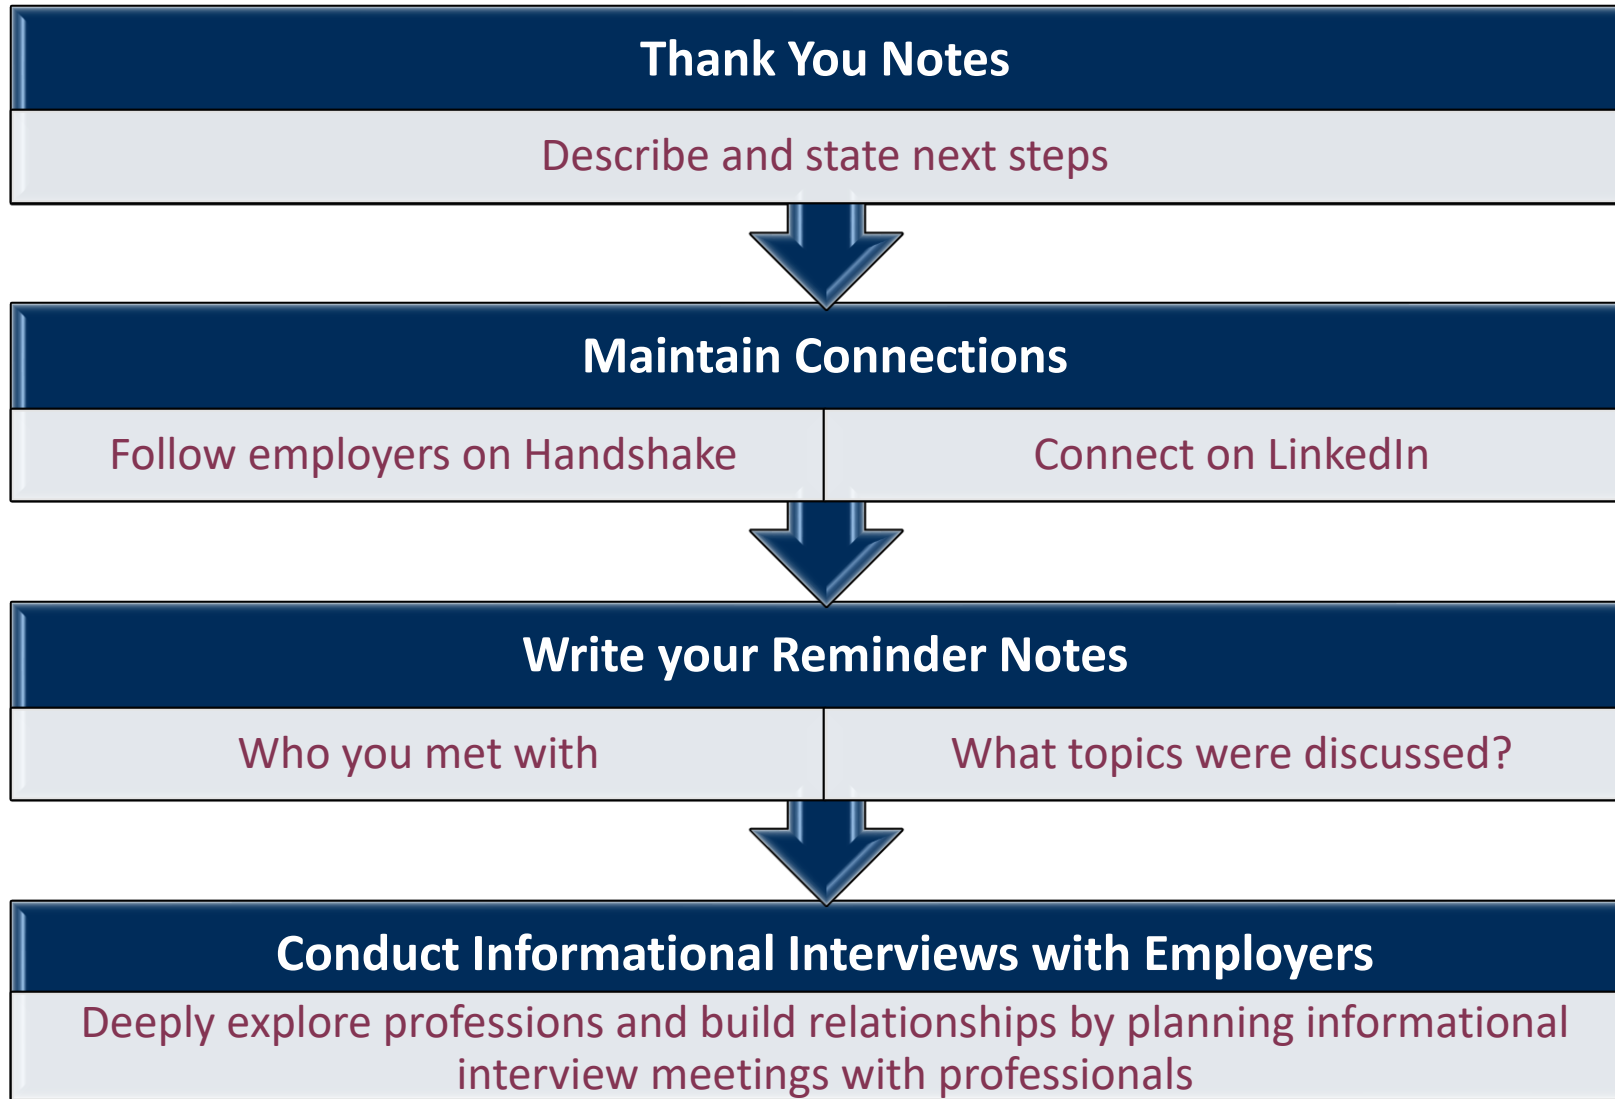 Thank You Notes
Describe and state next steps
Maintain Connections
Follow employers on Handshake
Connect on LinkedIn
Write your Reminder Notes
Who you met with
What topics were discussed?
Conduct Informational Interviews with Employers
Deeply explore professions and build relationships by planning informational
interview meetings with professionals